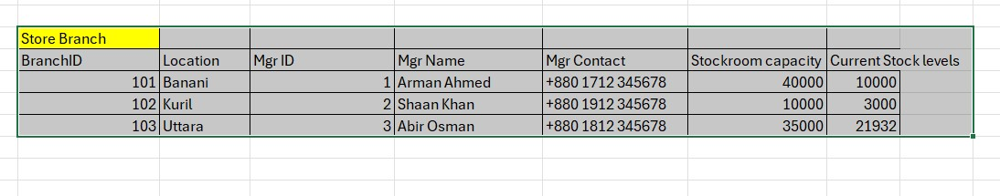 Store Branch
BranchID Location Mgr ID Mgr Name Mgr Contact Stockroom capacity Current Stock levels
101 Banani 1 Arman Ahmed +880 1712 345678 40000 10000
102 Kuril 2 Shaan Khan +880 1912 345678 10000 3000
103 Uttara 3 Abir Osman +880 1812 345678 35000 21932